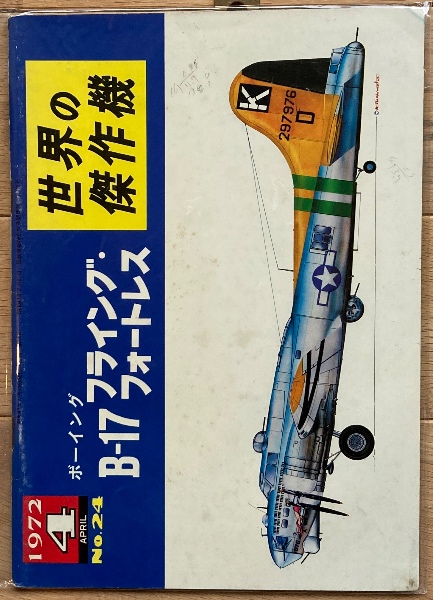 世界の
傑作機
ボーイング
B-17 フライング・
フォートレス
1972
4
APRIL
No.24
K
297976
D